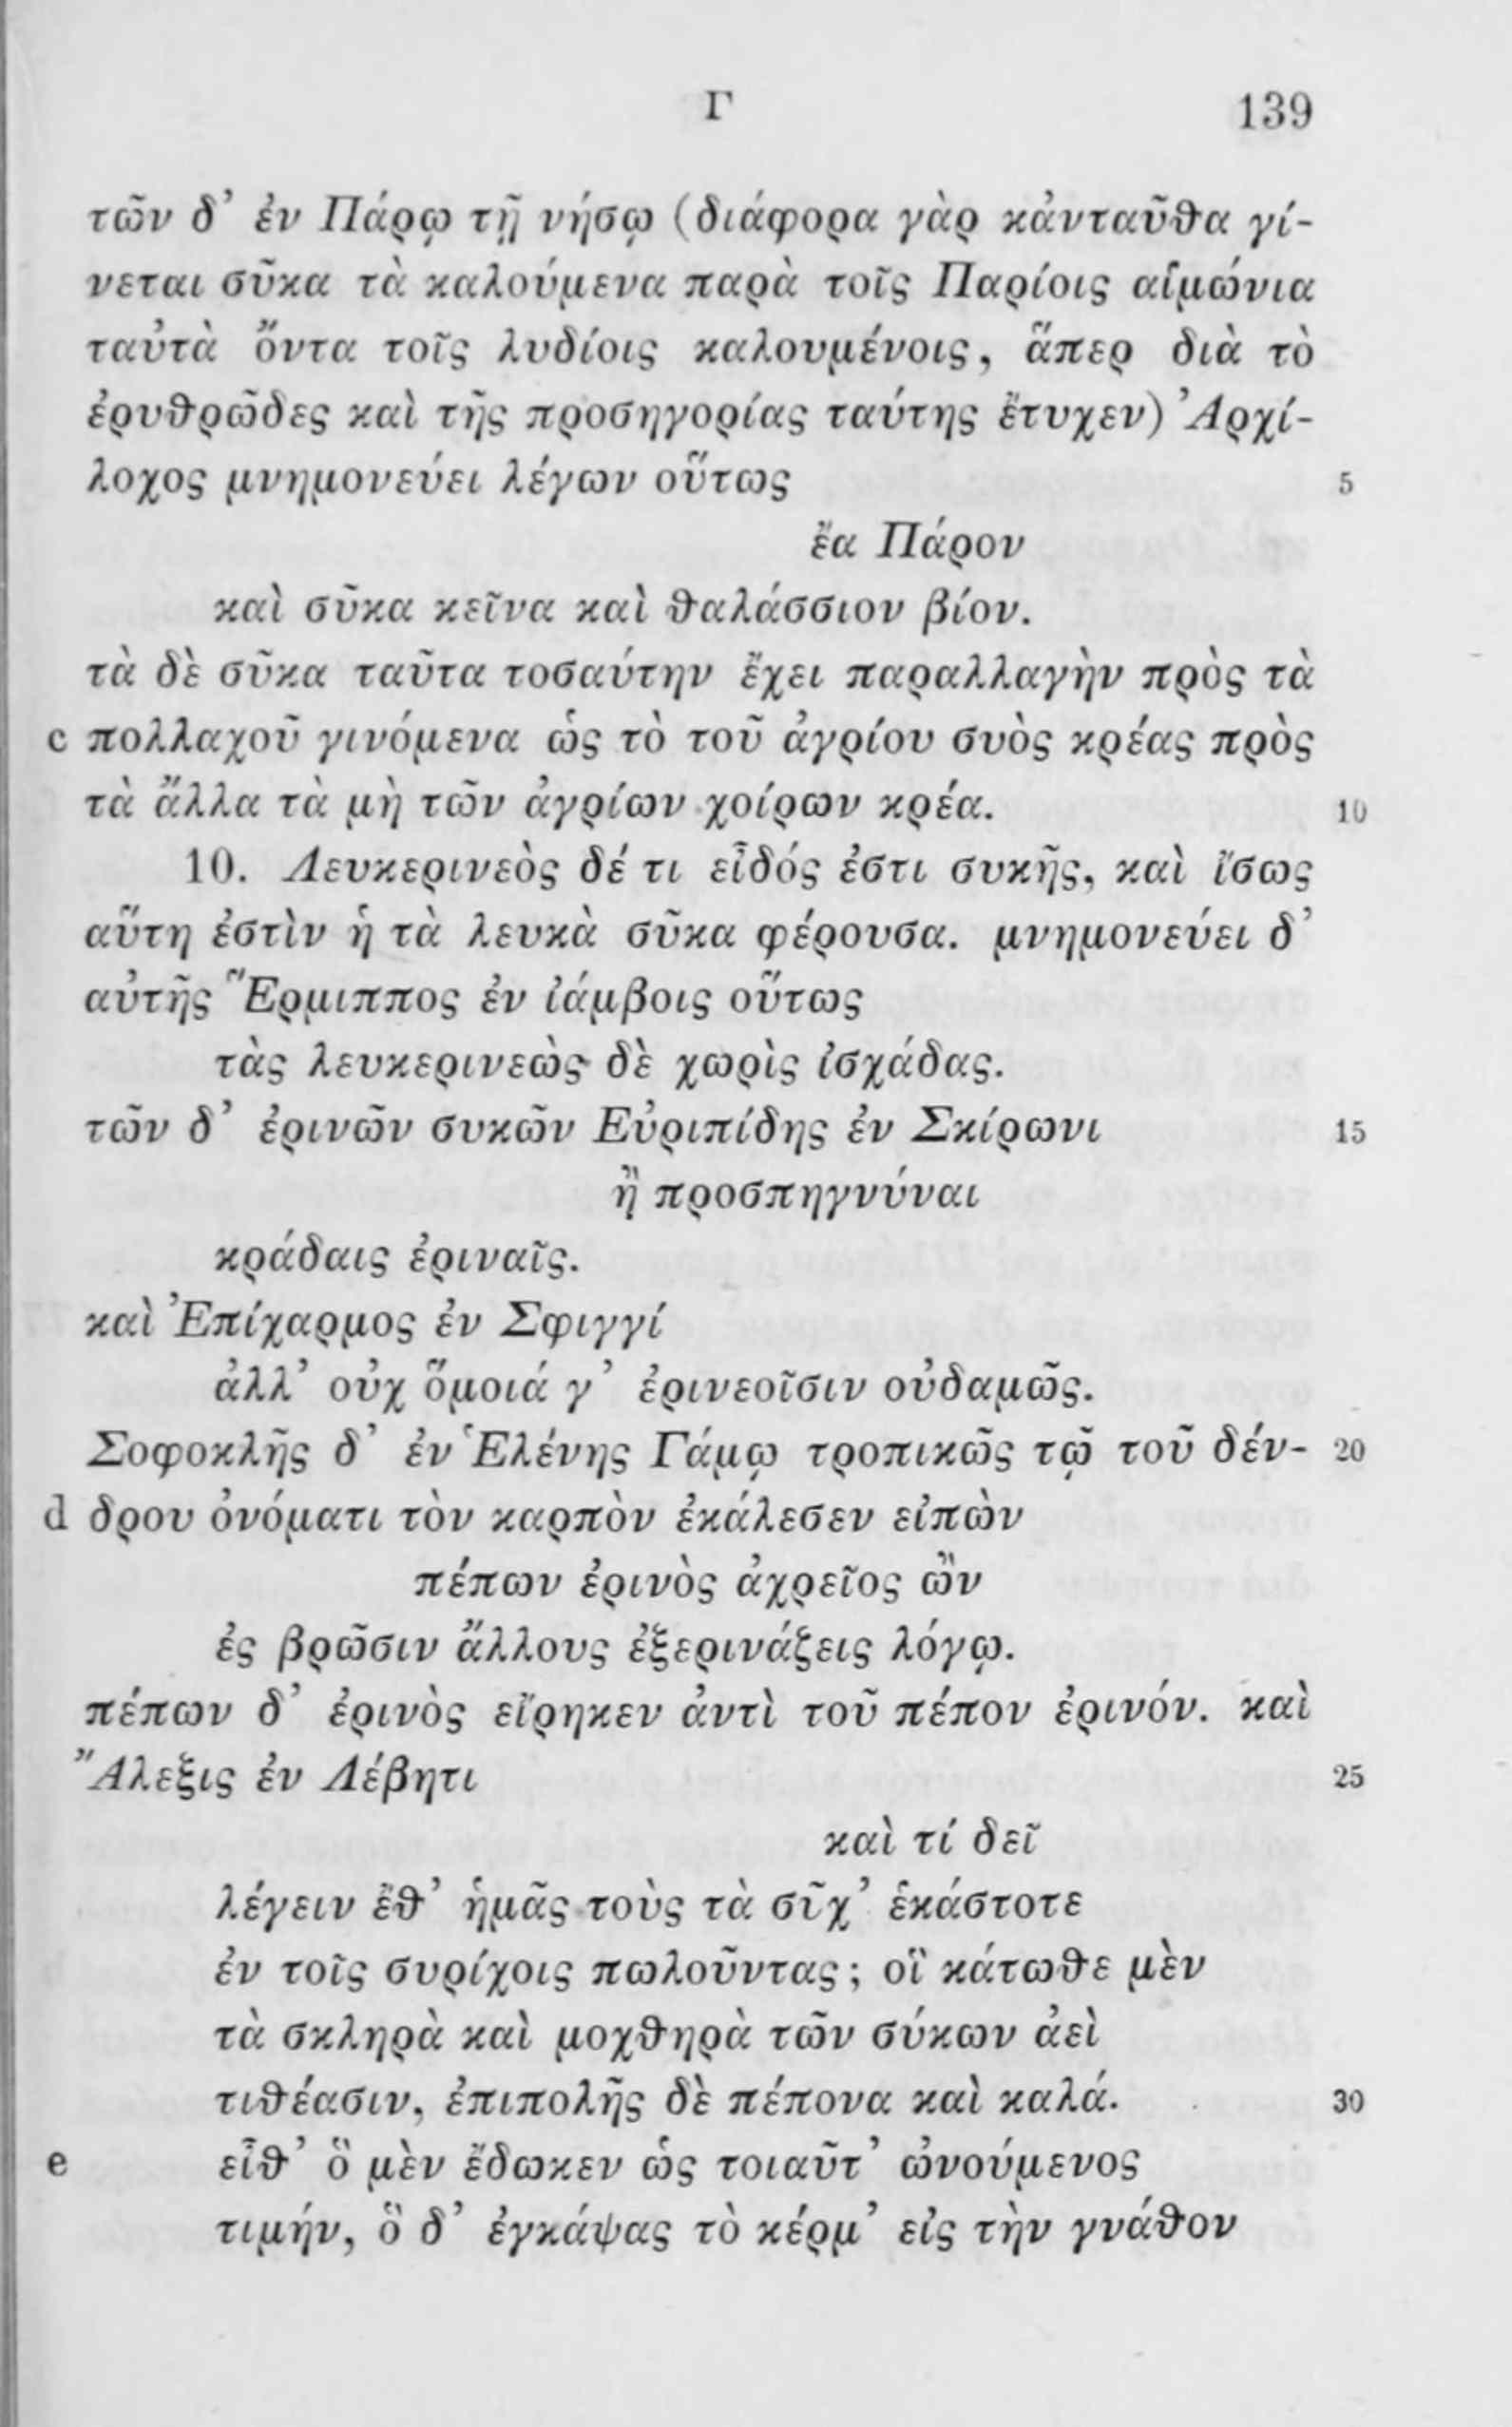 Γ 139
τῶν δ’ ἐν Πάρῳ τῇ νήσῳ (διάφορα γὰρ κἀνταῦθα γί-
νεται σῦκα τὰ καλούμενα παρὰ τοῖς Παρίοις αἱμώνια
ταὐτὰ ὄντα τοῖς λυδίοις καλουμένοις, ἅπερ διὰ τὸ
ἐρυθρῶδες καὶ τῆς προσηγορίας ταύτης ἔτυχεν) Ἀρχί-
λοχος μνημονεύει λέγων οὕτως 5
ἔα Πάρον
καὶ σῦκα κεῖνα καὶ θαλάσσιον βίον.
τὰ δὲ σῦκα ταῦτα τοσαύτην ἔχει παραλλαγὴν πρὸς τὰ
c πολλαχοῦ γινόμενα ὡς τὸ τοῦ ἀγρίου συὸς κρέας πρὸς
τὰ ἄλλα τὰ μὴ τῶν ἀγρίων χοίρων κρέα. 10
10. Λευκερινεὸς δέ τι εἶδός ἐστι συκῆς, καὶ ἴσως
αὕτη ἐστὶν ἡ τὰ λευκὰ σῦκα φέρουσα. μνημονεύει δ’
αὐτῆς Ἕρμιππος ἐν ἰάμβοις οὕτως
τὰς λευκερινεὼς δὲ χωρὶς ἰσχάδας.
τῶν δ’ ἐρινῶν συκῶν Εὐριπίδης ἐν Σκίρωνι 15
ἢ προσπηγνύναι
κράδαις ἐριναῖς.
καὶ Ἐπίχαρμος ἐν Σφιγγί
ἀλλ’ οὐχ ὅμοιά γ’ ἐρινεοῖσιν οὐδαμῶς.
Σοφοκλῆς δ’ ἐν Ἑλένης Γάμῳ τροπικῶς τῷ τοῦ δέν- 20
d δρου ὀνόματι τὸν καρπὸν ἐκάλεσεν εἰπὼν
πέπων ἐρινὸς ἀχρεῖος ὢν
ἐς βρῶσιν ἄλλους ἐξερινάζεις λόγῳ.
πέπων δ’ ἐρινὸς εἴρηκεν ἀντὶ τοῦ πέπον ἐρινόν. καὶ
Ἄλεξις ἐν Λέβητι 25
καὶ τί δεῖ
λέγειν ἔθ’ ἡμᾶς τοὺς τὰ σῦχ’ ἑκάστοτε
ἐν τοῖς συρίχοις πωλοῦντας; οἳ κάτωθε μὲν
τὰ σκληρὰ καὶ μοχθηρὰ τῶν σύκων ἀεὶ
τιθέασιν, ἐπιπολῆς δὲ πέπονα καὶ καλά. 30
e εἶθ’ ὃ μὲν ἔδωκεν ὡς τοιαῦτ’ ὠνούμενος
τιμήν, ὃ δ’ ἐγκάψας τὸ κέρμ’ εἰς τὴν γνάθον